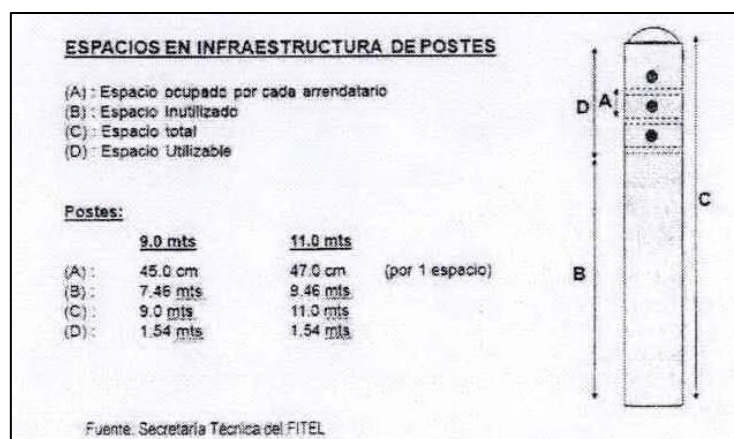 ESPACIOS EN INFRAESTRUCTURA DE POSTES
(A) : Espacio ocupado por cada arrendatario
(B) : Espacio Inutilizado
(C) : Espacio total
(D) : Espacio Utilizable
Postes:
9.0 mts 11.0 mts
(A) : 45.0 cm 47.0 cm (por 1 espacio)
(B) : 7.46 mts 9.46 mts
(C) : 9.0 mts 11.0 mts
(D) : 1.54 mts 1.54 mts
Fuente: Secretaría Técnica del FITEL
D
A
C
B